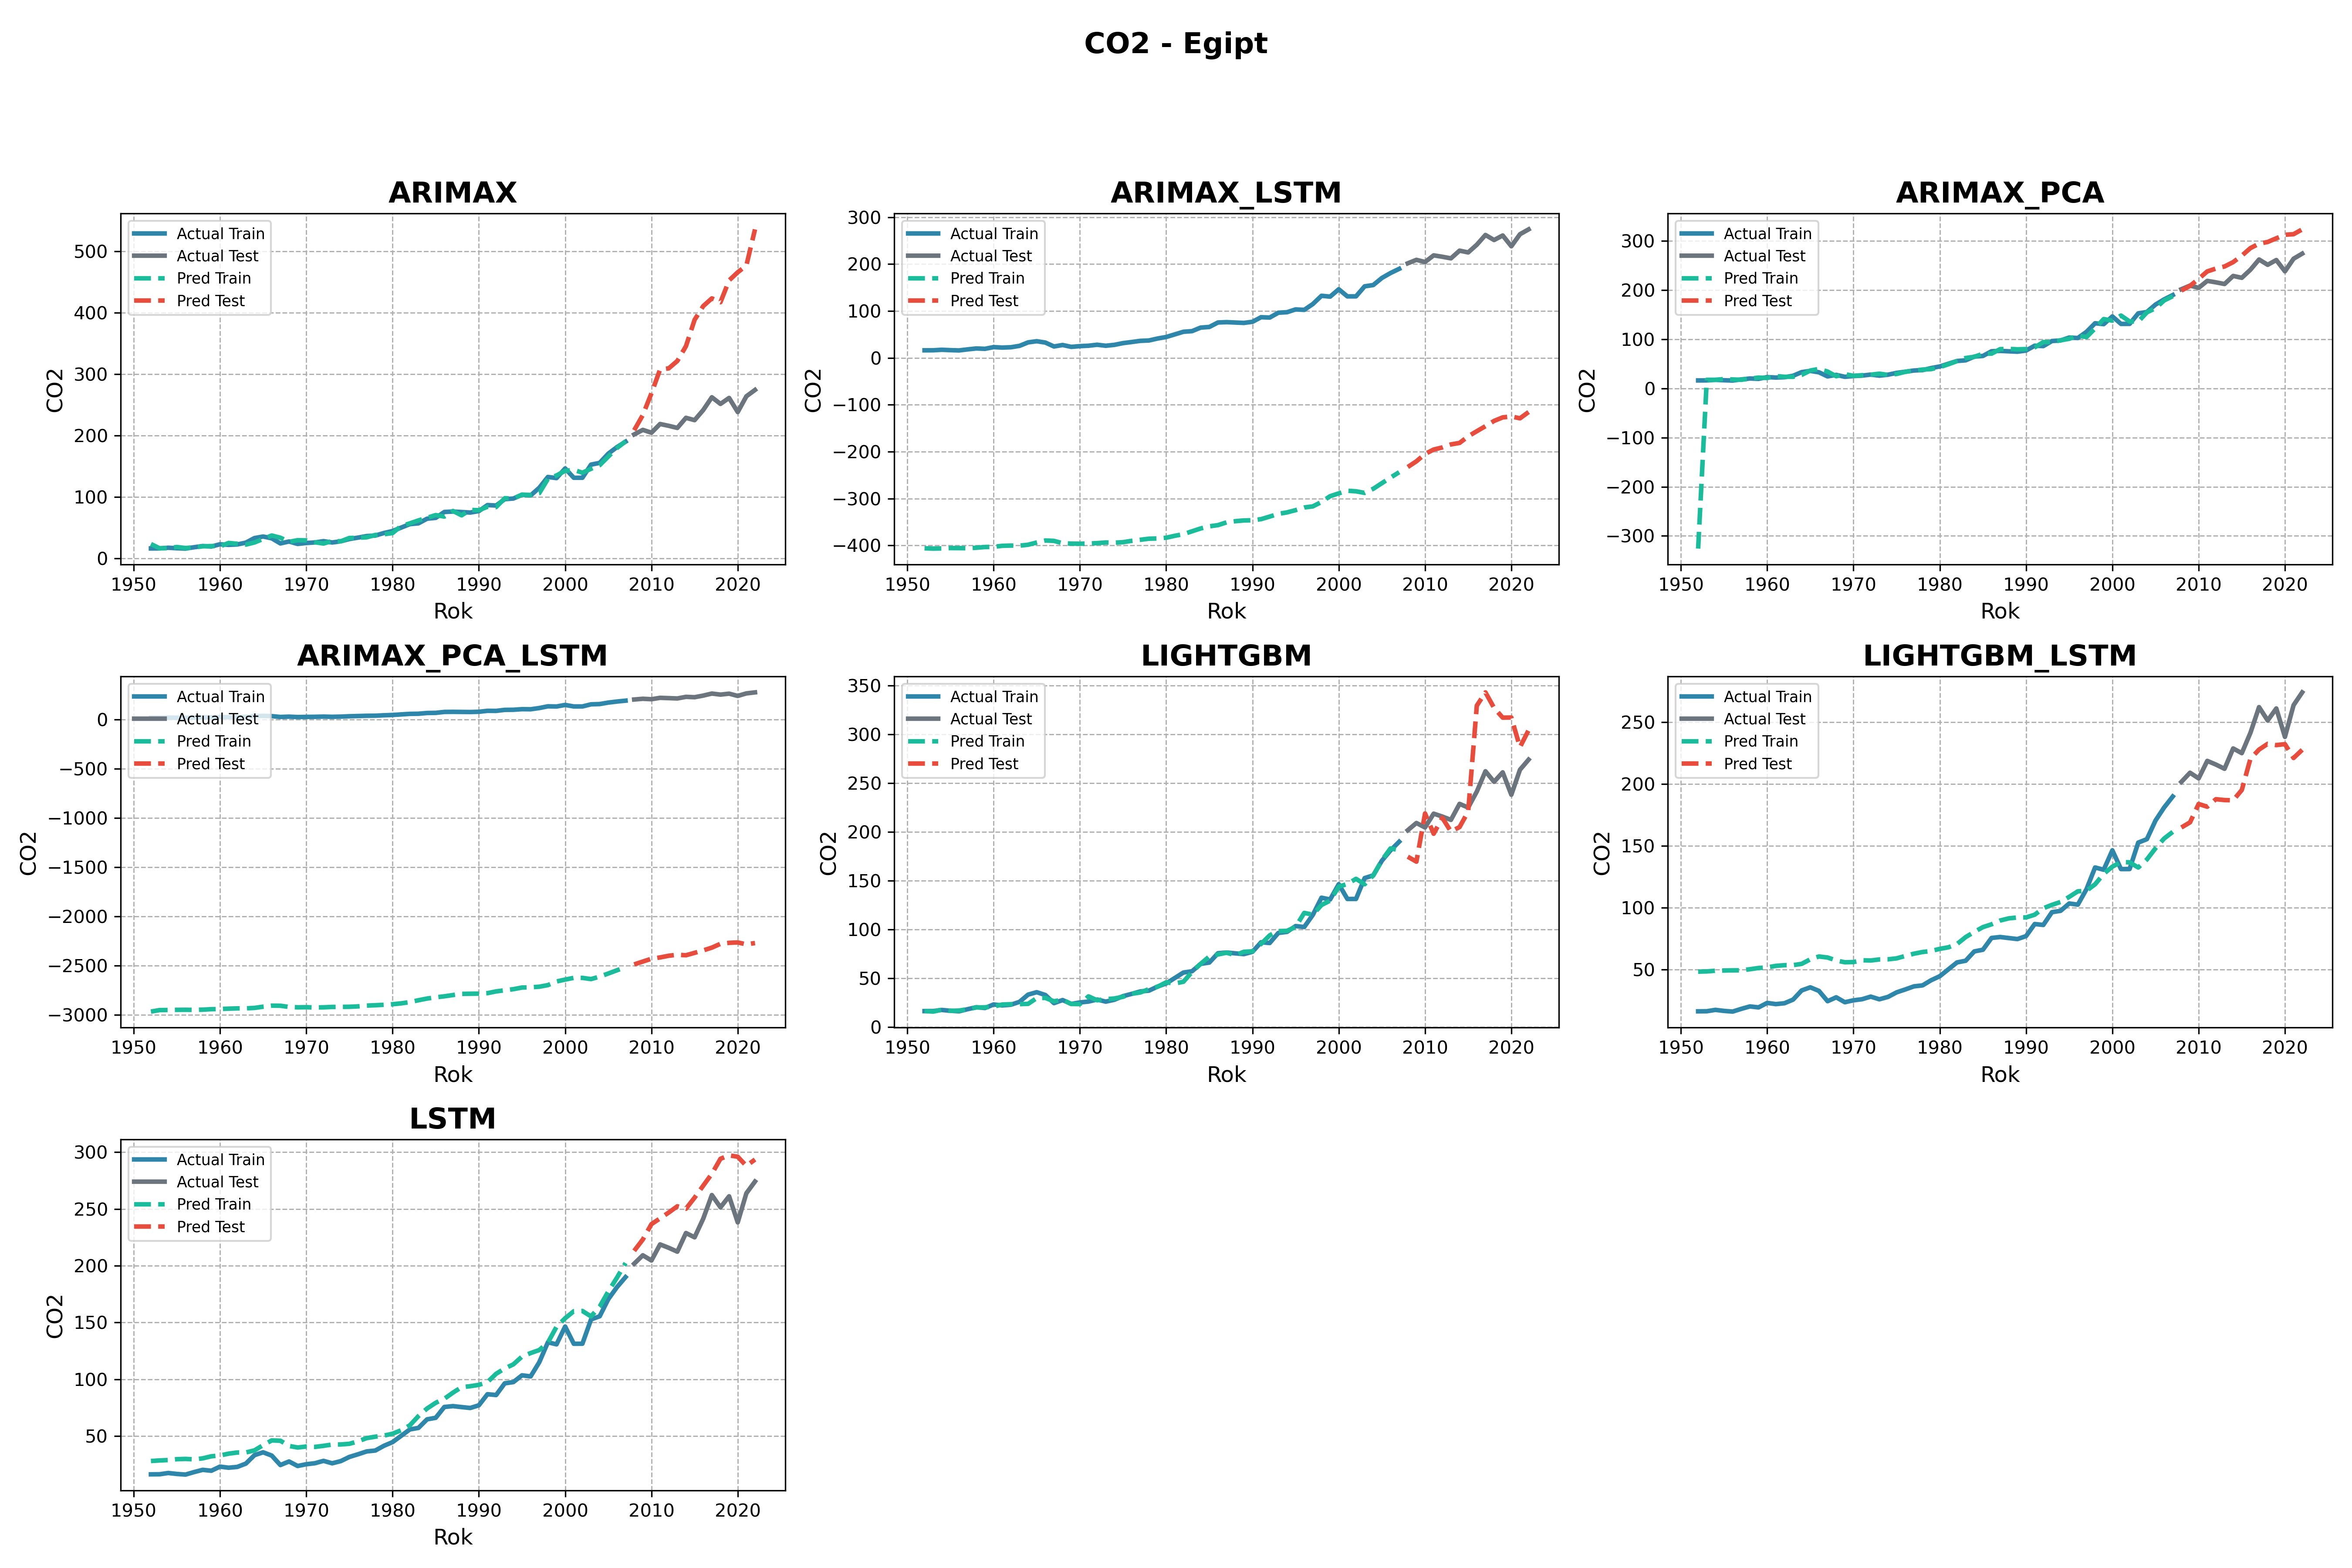 CO2 - Egipt
ARIMAX
Actual Train
Actual Test
Pred Train
Pred Test
500
400
300
200
100
0
CO2
1950 1960 1970 1980 1990 2000 2010 2020
Rok
ARIMAX_LSTM
Actual Train
Actual Test
Pred Train
Pred Test
300
200
100
0
−100
−200
−300
−400
CO2
1950 1960 1970 1980 1990 2000 2010 2020
Rok
ARIMAX_PCA
Actual Train
Actual Test
Pred Train
Pred Test
300
200
100
0
−100
−200
−300
CO2
1950 1960 1970 1980 1990 2000 2010 2020
Rok
ARIMAX_PCA_LSTM
Actual Train
Actual Test
Pred Train
Pred Test
0
−500
−1000
−1500
−2000
−2500
−3000
CO2
1950 1960 1970 1980 1990 2000 2010 2020
Rok
LIGHTGBM
Actual Train
Actual Test
Pred Train
Pred Test
350
300
250
200
150
100
50
0
CO2
1950 1960 1970 1980 1990 2000 2010 2020
Rok
LIGHTGBM_LSTM
Actual Train
Actual Test
Pred Train
Pred Test
250
200
150
100
50
CO2
1950 1960 1970 1980 1990 2000 2010 2020
Rok
LSTM
Actual Train
Actual Test
Pred Train
Pred Test
300
250
200
150
100
50
CO2
1950 1960 1970 1980 1990 2000 2010 2020
Rok